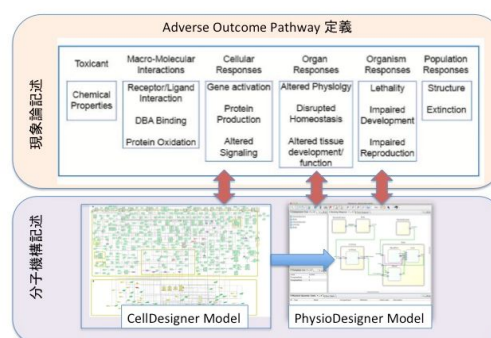 Adverse Outcome Pathway 定義
現象論記述
Toxicant
Chemical
Properties
Macro-Molecular
Interactions
Receptor/Ligand
Interaction
DBA Binding
Protein Oxidation
Cellular
Responses
Gene activation
Protein
Production
Altered
Signaling
Organ
Responses
Altered Physiolgy
Disrupted
Homeostasis
Altered tissue
development/
function
Organism
Responses
Lethality
Impaired
Development
Impaired
Reproduction
Population
Responses
Structure
Extinction
分子機構記述
CellDesigner Model
PhysioDesigner Model